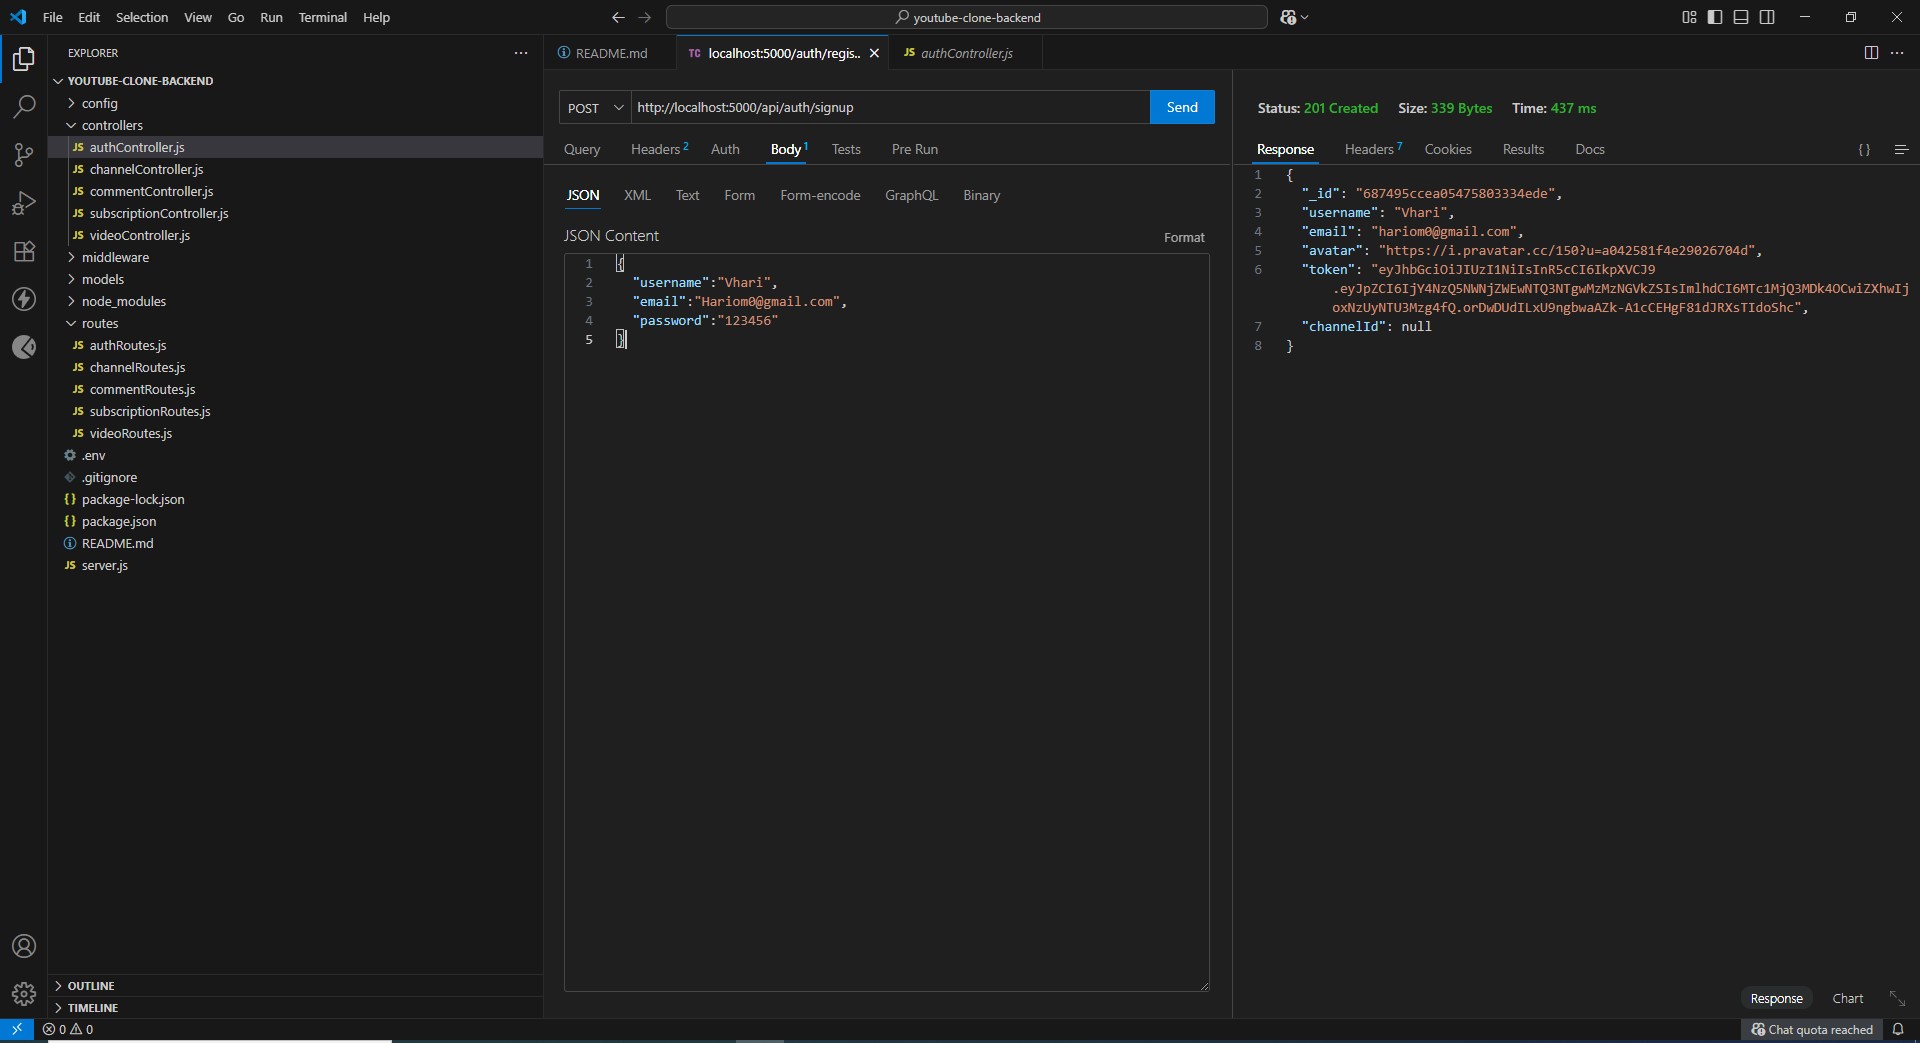 File Edit Selection View Go Run Terminal Help
youtube-clone-backend
EXPLORER
YOUTUBE-CLONE-BACKEND
config
controllers
JS authController.js
JS channelController.js
JS commentController.js
JS subscriptionController.js
JS videoController.js
middleware
models
node_modules
routes
JS authRoutes.js
JS channelRoutes.js
JS commentRoutes.js
JS subscriptionRoutes.js
JS videoRoutes.js
.env
.gitignore
{} package-lock.json
{} package.json
README.md
JS server.js
OUTLINE
TIMELINE
README.md
TC localhost:5000/auth/regis..
JS authController.js
POST http://localhost:5000/api/auth/signup Send
Query Headers 2 Auth Body 1 Tests Pre Run
JSON XML Text Form Form-encode GraphQL Binary
JSON Content Format
1 {
2 "username":"Vhari",
3 "email":"Hariom0@gmail.com",
4 "password":"123456"
5 }
Status: 201 Created Size: 339 Bytes Time: 437 ms
Response Headers 7 Cookies Results Docs { }
1 {
2 "_id": "687495ccea05475803334ede",
3 "username": "Vhari",
4 "email": "hariom0@gmail.com",
5 "avatar": "https://i.pravatar.cc/150?u=a042581f4e29026704d",
6 "token": "eyJhbGciOiJIUzI1NiIsInR5cCI6IkpXVCJ9
.eyJpZCI6IjY4NzQ5NWNjZWEwNTQ3NTgwMzMzNGVkZSIsImlhdCI6MTc1MjQ3MDk4OCwiZXhwIj
oxNzUyNTU3Mzg4fQ.orDwDUdILxU9ngbwaAZk-A1cCEHgF81dJRXsTIdoShc",
7 "channelId": null
8 }
Response Chart
0 0
Chat quota reached